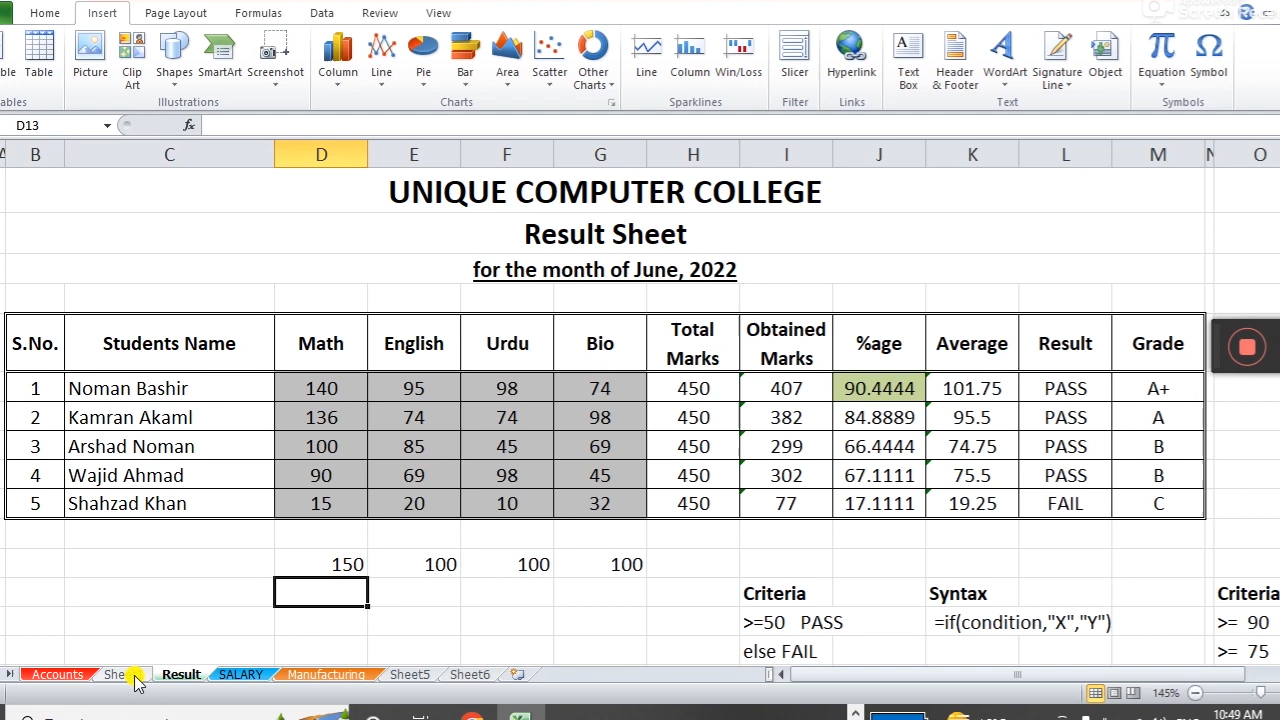 Home Insert Page Layout Formulas Data Review View
Table Picture Clip Art Shapes SmartArt Screenshot Column Line Pie Bar Area Scatter Other Charts Line Column Win/Loss Slicer Hyperlink Text Box Header & Footer WordArt Signature Line Object Equation Symbol
Illustrations Charts Sparklines Filter Links Text Symbols
D13 fx
B C D E F G H I J K L M O
UNIQUE COMPUTER COLLEGE
Result Sheet
for the month of June, 2022
S.No. Students Name Math English Urdu Bio Total Marks Obtained Marks %age Average Result Grade
1 Noman Bashir 140 95 98 74 450 407 90.4444 101.75 PASS A+
2 Kamran Akaml 136 74 74 98 450 382 84.8889 95.5 PASS A
3 Arshad Noman 100 85 45 69 450 299 66.4444 74.75 PASS B
4 Wajid Ahmad 90 69 98 45 450 302 67.1111 75.5 PASS B
5 Shahzad Khan 15 20 10 32 450 77 17.1111 19.25 FAIL C
150 100 100 100
Criteria Syntax Criteria
>=50 PASS =if(condition,"X","Y") >= 90
else FAIL >= 75
Accounts Result SALARY Manufacturing Sheet5 Sheet6
145%
10:49 AM